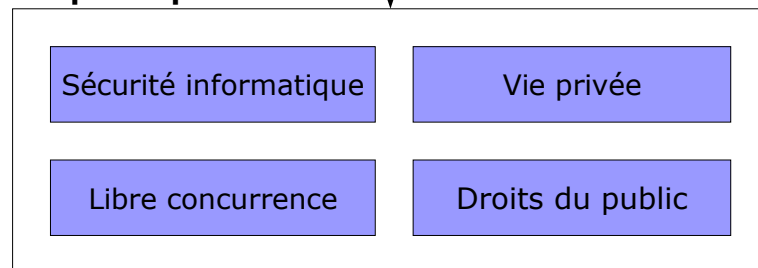 Sécurité informatique
Vie privée
Libre concurrence
Droits du public